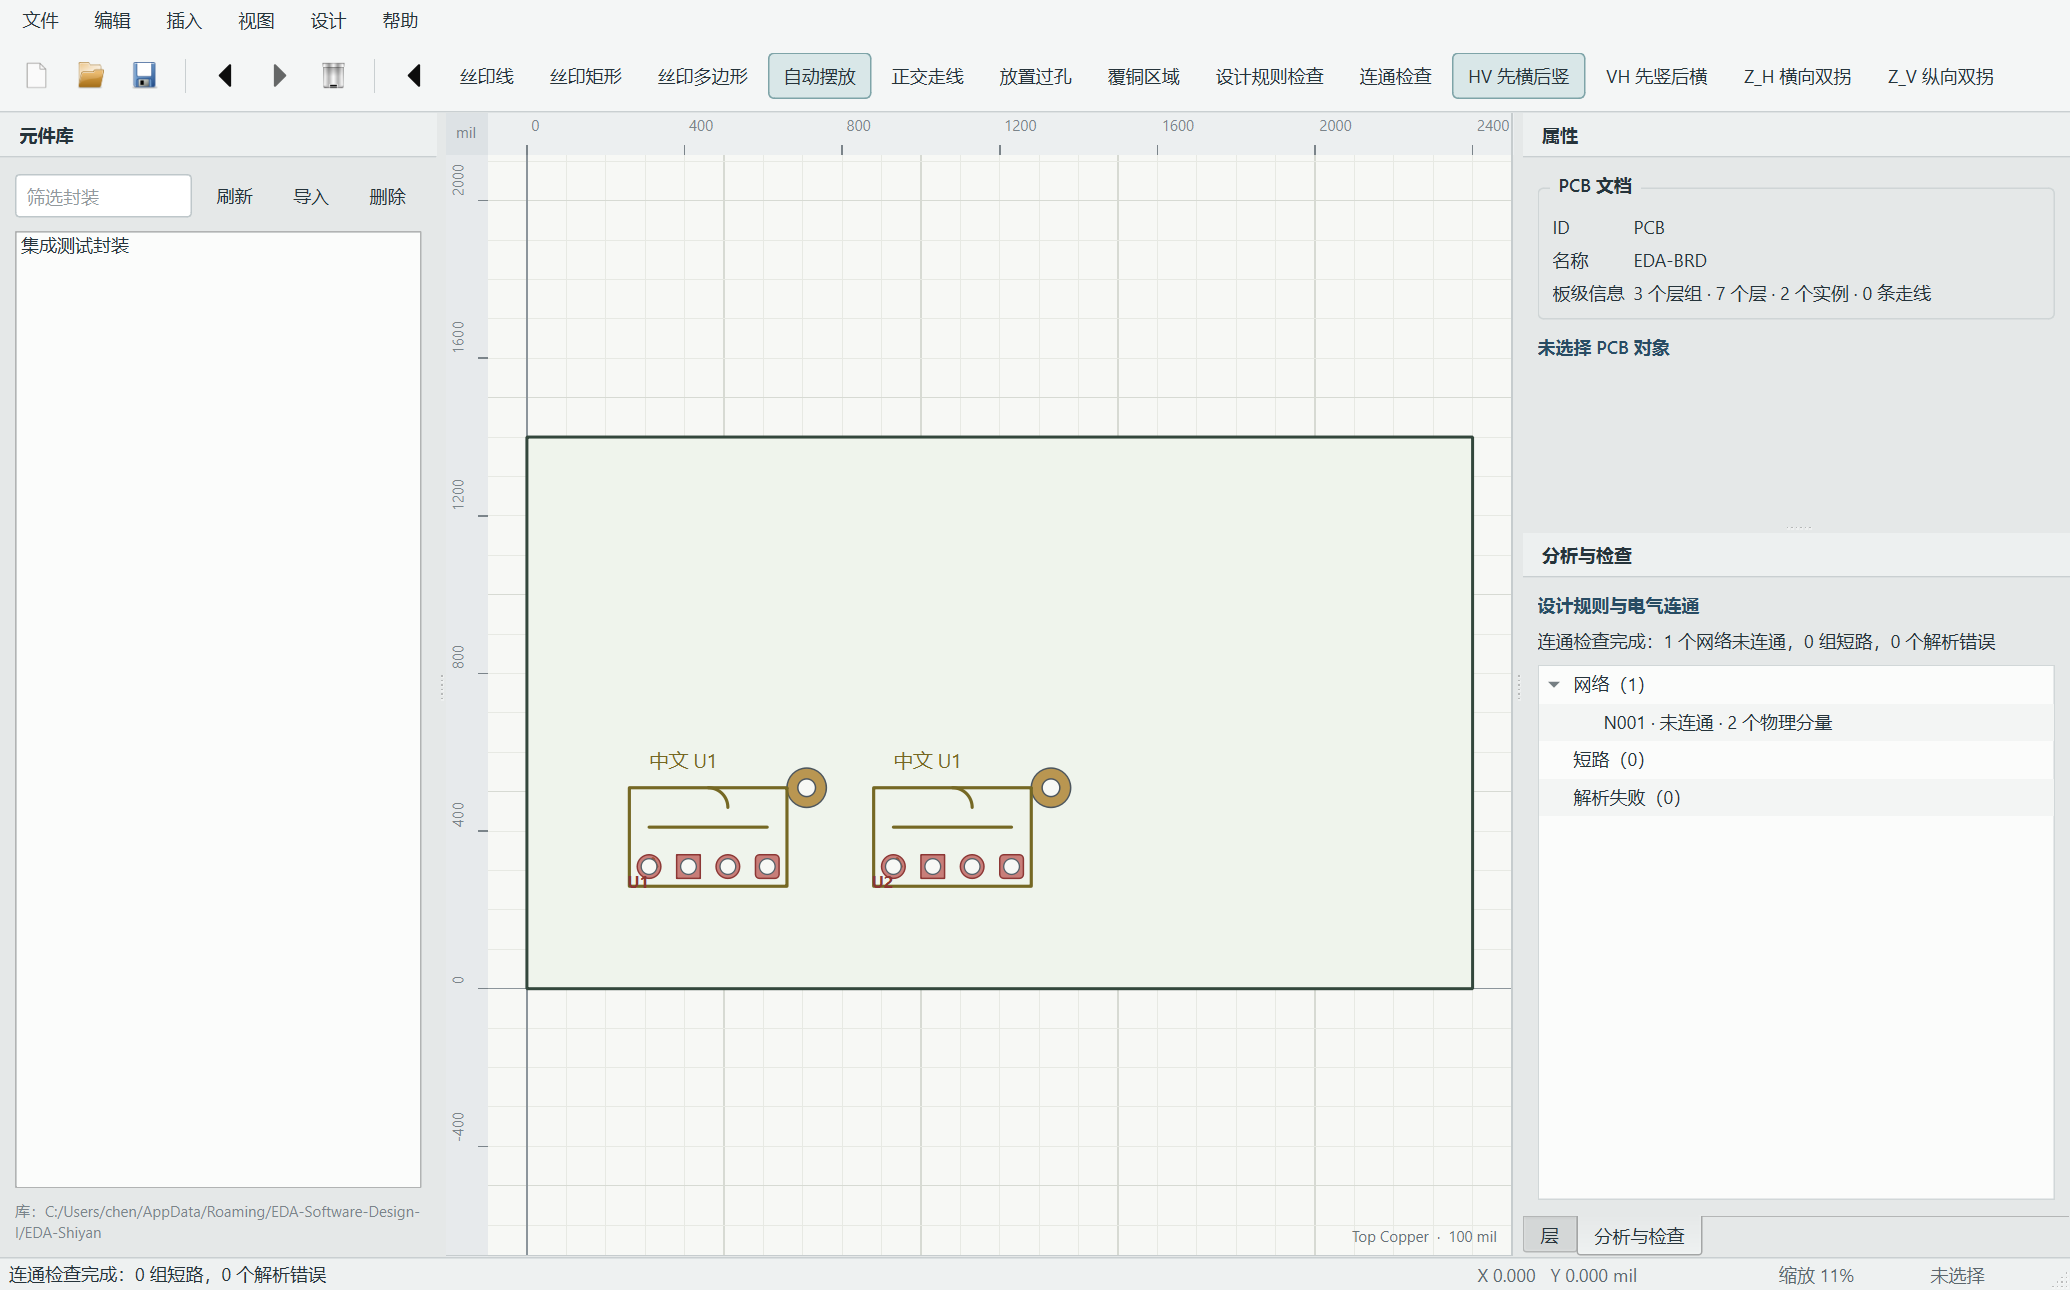 文件 编辑 插入 视图 设计 帮助
丝印线 丝印矩形 丝印多边形 自动摆放 正交走线 放置过孔 覆铜区域 设计规则检查 连通检查 HV 先横后竖 VH 先竖后横 Z_H 横向双拐 Z_V 纵向双拐
元件库
筛选封装 刷新 导入 删除
集成测试封装
库：C:/Users/chen/AppData/Roaming/EDA-Software-Design-
I/EDA-Shiyan
mil 0 400 800 1200 1600 2000 2400
2000
1600
1200
800
400
0
-400
中文 U1 中文 U1
U1 U2
Top Copper · 100 mil
属性
PCB 文档
ID PCB
名称 EDA-BRD
板级信息 3 个层组 · 7 个层 · 2 个实例 · 0 条走线
未选择 PCB 对象
分析与检查
设计规则与电气连通
连通检查完成：1 个网络未连通，0 组短路，0 个解析错误
网络（1）
N001 · 未连通 · 2 个物理分量
短路（0）
解析失败（0）
层 分析与检查
连通检查完成：0 组短路，0 个解析错误 X 0.000 Y 0.000 mil 缩放 11% 未选择